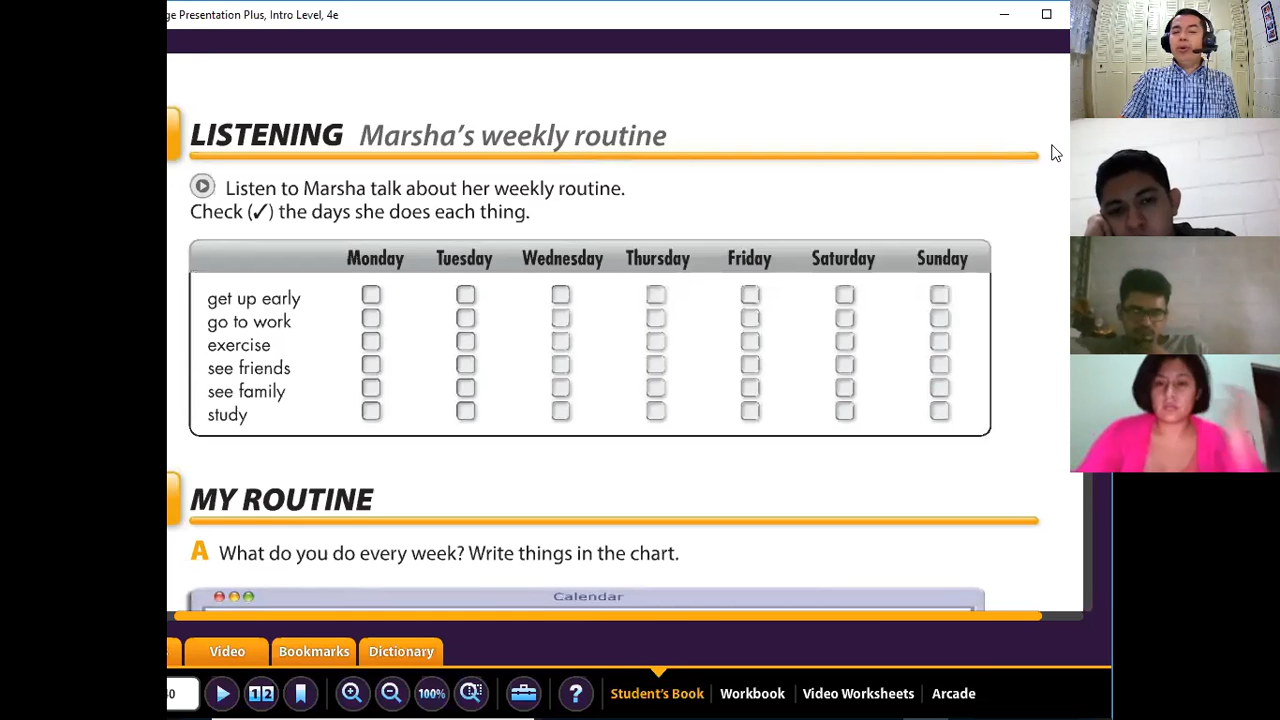 ge Presentation Plus, Intro Level, 4e
LISTENING Marsha's weekly routine
Listen to Marsha talk about her weekly routine.
Check (✓) the days she does each thing.
Monday Tuesday Wednesday Thursday Friday Saturday Sunday
get up early
go to work
exercise
see friends
see family
study
MY ROUTINE
A What do you do every week? Write things in the chart.
Calendar
Video Bookmarks Dictionary
12 100% ? Student's Book Workbook Video Worksheets Arcade